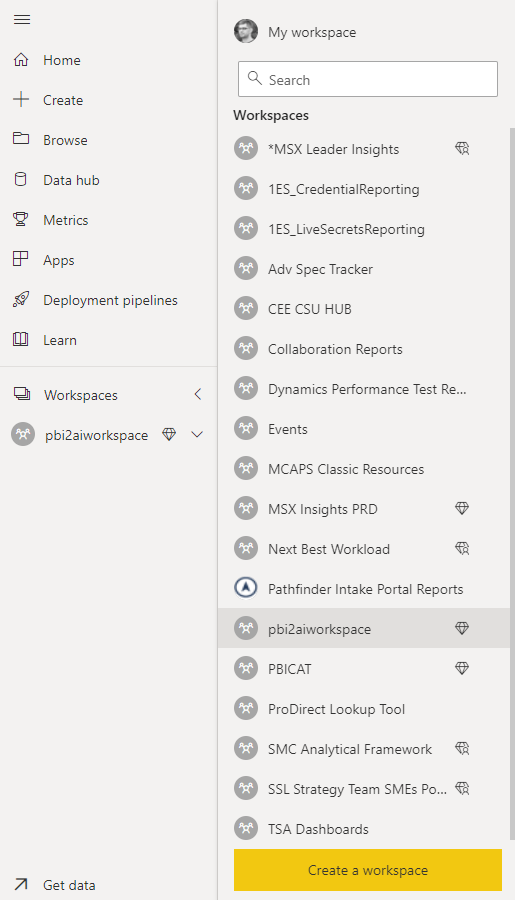 Home
Create
Browse
Data hub
Metrics
Apps
Deployment pipelines
Learn
Workspaces
pbi2aiworkspace
Get data
My workspace
Search
Workspaces
*MSX Leader Insights
1ES_CredentialReporting
1ES_LiveSecretsReporting
Adv Spec Tracker
CEE CSU HUB
Collaboration Reports
Dynamics Performance Test Re...
Events
MCAPS Classic Resources
MSX Insights PRD
Next Best Workload
Pathfinder Intake Portal Reports
pbi2aiworkspace
PBICAT
ProDirect Lookup Tool
SMC Analytical Framework
SSL Strategy Team SMEs Po...
TSA Dashboards
Create a workspace